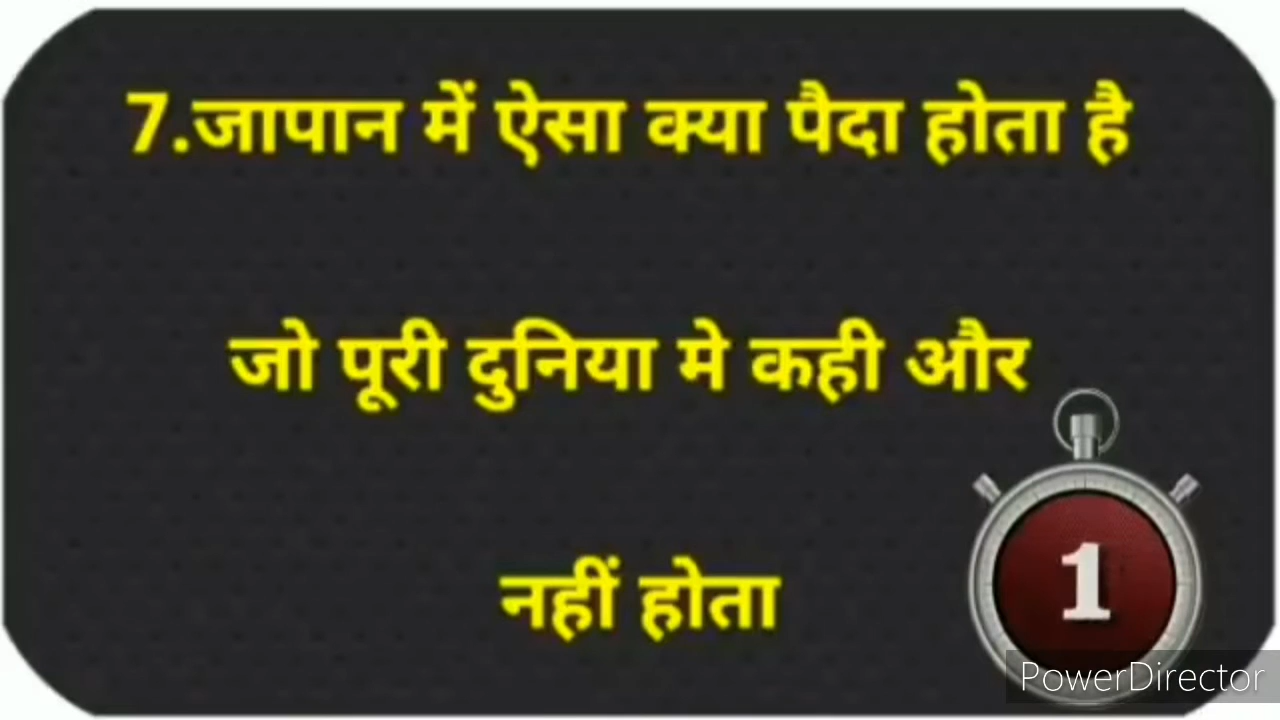 7.जापान में ऐसा क्या पैदा होता है
जो पूरी दुनिया मे कही और
नहीं होता
1
PowerDirector